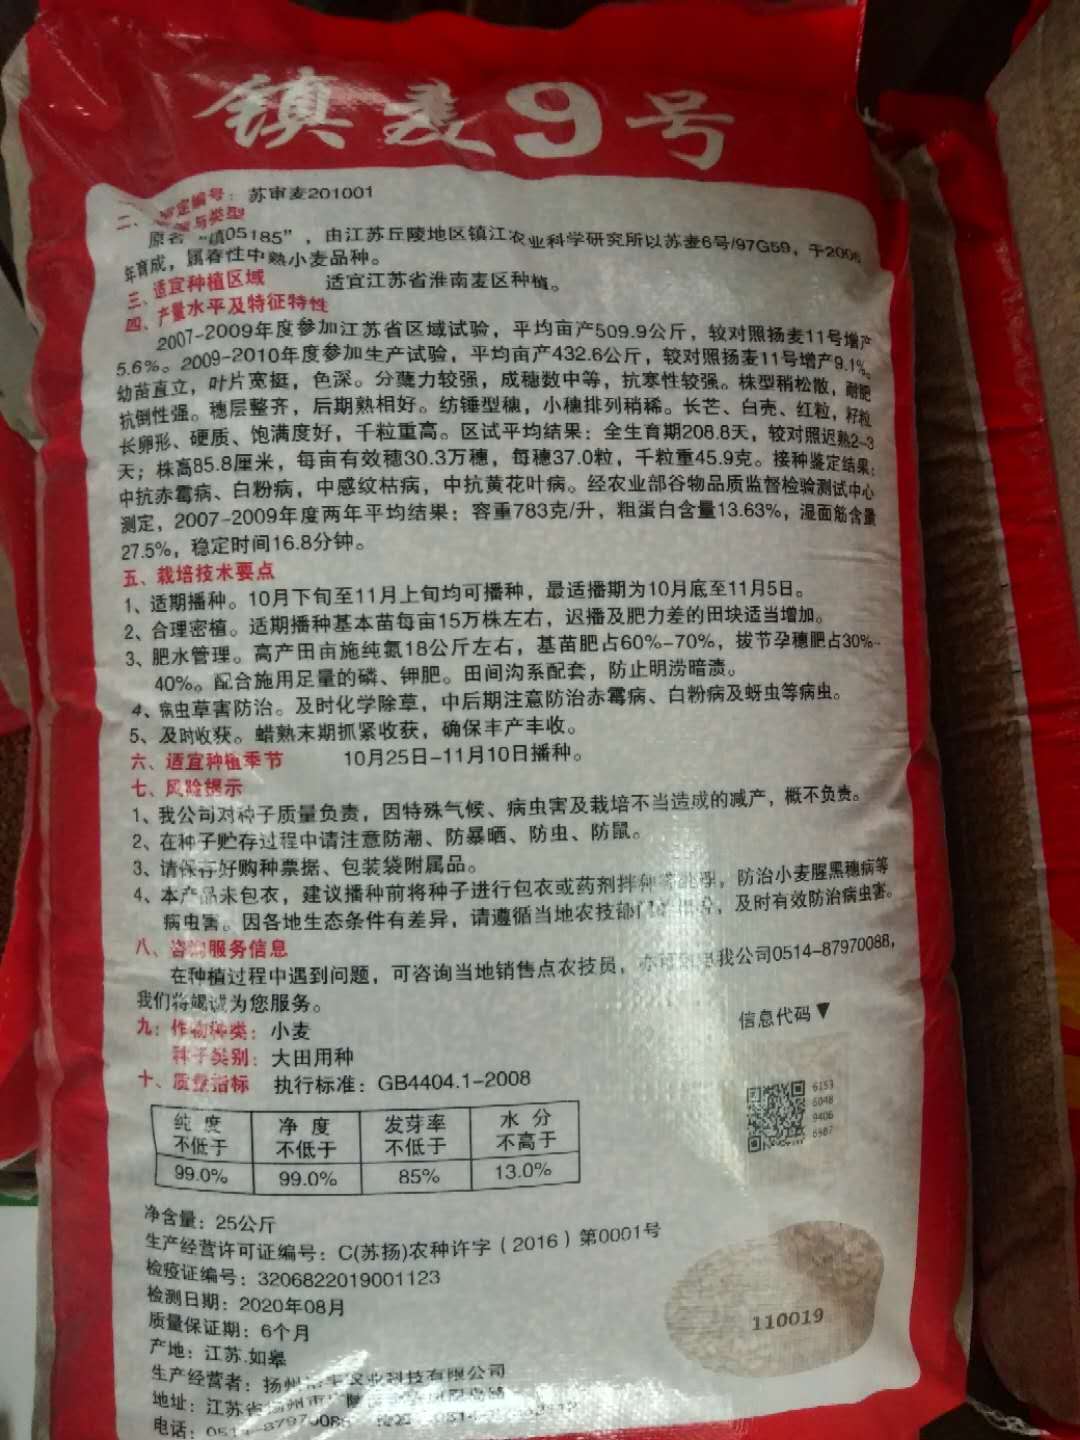 镇麦9号
审定编号：苏审麦201001
二、
与类型
原名“镇05185”，由江苏丘陵地区镇江农业科学研究所以苏麦6号/97G59，于200
年育成，属春性中熟小麦品种。
三、适宜种植区域 适宜江苏省淮南麦区种植。
四、产量水平及特征特性
2007-2009年度参加江苏省区域试验，平均亩产509.9公斤，较对照扬麦11号增产
5.6%。2009-2010年度参加生产试验，平均亩产432.6公斤，较对照扬麦11号增产9.1%。
幼苗直立，叶片宽挺，色深。分蘖力较强，成穗数中等，抗寒性较强。株型稍松散，耐肥
抗倒性强。穗层整齐，后期熟相好。纺锤型穗，小穗排列稍稀。长芒、白壳、红粒，籽粒
长卵形、硬质、饱满度好，千粒重高。区试平均结果：全生育期208.8天，较对照迟熟2-3
天；株高85.8厘米，每亩有效穗30.3万穗，每穗37.0粒，千粒重45.9克。接种鉴定结果：
中抗赤霉病、白粉病，中感纹枯病，中抗黄花叶病。经农业部谷物品质监督检验测试中心
测定，2007-2009年度两年平均结果：容重783克/升，粗蛋白含量13.63%，湿面筋含量
27.5%，稳定时间16.8分钟。
五、栽培技术要点
1、适期播种。10月下旬至11月上旬均可播种，最适播期为10月底至11月5日。
2、合理密植。适期播种基本苗每亩15万株左右，迟播及肥力差的田块适当增加。
3、肥水管理。高产田亩施纯氮18公斤左右，基苗肥占60%-70%，拔节孕穗肥占30%-
40%。配合施用足量的磷、钾肥。田间沟系配套，防止明涝暗渍。
4、病虫草害防治。及时化学除草，中后期注意防治赤霉病、白粉病及蚜虫等病虫。
5、及时收获。蜡熟末期抓紧收获，确保丰产丰收。
六、适宜种植季节 10月25日-11月10日播种。
七、风险提示
1、我公司对种子质量负责，因特殊气候、病虫害及栽培不当造成的减产，概不负责。
2、在种子贮存过程中请注意防潮、防暴晒、防虫、防鼠。
3、请保存好购种票据、包装袋附属品。
4、本产品未包衣，建议播种前将种子进行包衣或药剂拌种等处理，防治小麦腥黑穗病等
病虫害。因各地生态条件有差异，请遵循当地农技部门 ，及时有效防治病虫害。
八、咨询服务信息
在种植过程中遇到问题，可咨询当地销售点农技员， 我公司0514-87970088，
我们将竭诚为您服务。
信息代码▼
九：作物种类：小麦
种子类别：大田用种
十、质量指标 执行标准：GB4404.1-2008
纯度 不低于 净度 不低于 发芽率 不低于 水分 不高于
99.0% 99.0% 85% 13.0%
6153
6048
9406
6987
净含量：25公斤
生产经营许可证编号：C(苏扬)农种许字（2016）第0001号
检疫证编号：3206822019001123
检测日期：2020年08月
质量保证期：6个月
110019
产地：江苏.如皋
生产经营者：扬州 农业科技有限公司
地址：江苏省扬州市
电话：0514-87970088